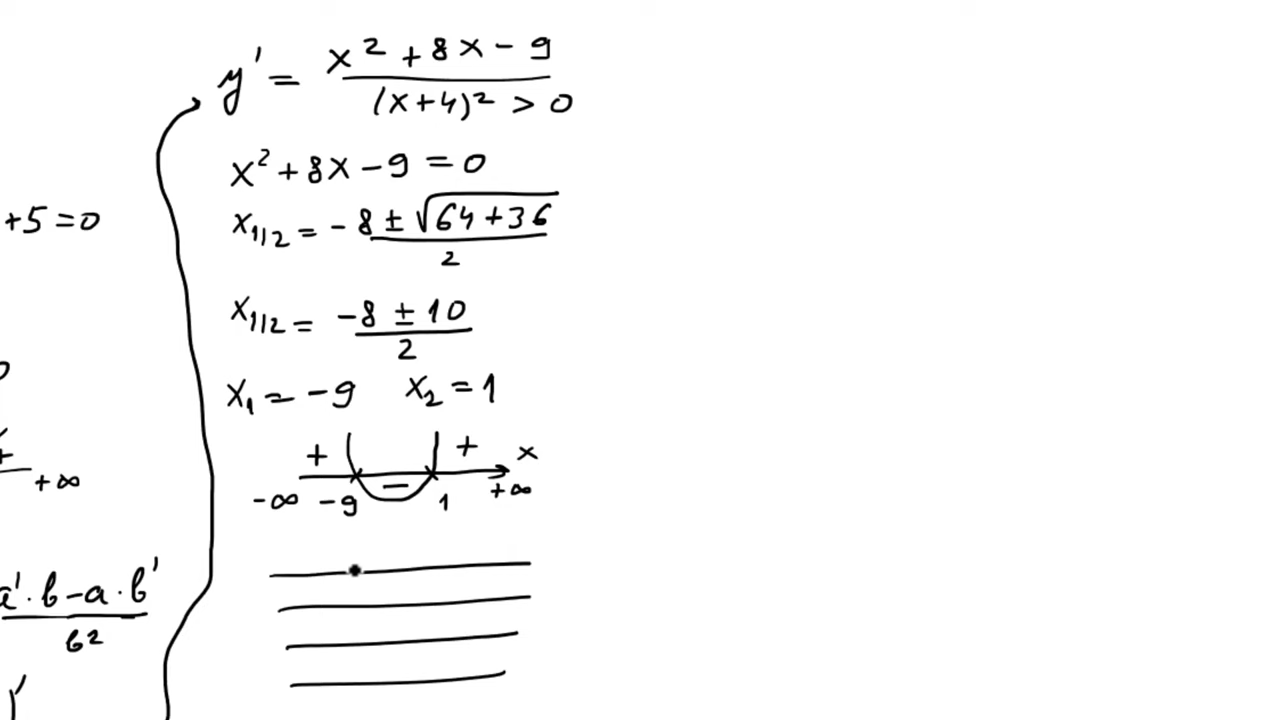 +5=0
+∞
a'·b-a·b'
b²
y' = x² + 8x - 9
(x+4)² > 0
x² + 8x - 9 = 0
x₁/₂ = -8 ± √64+36
2
x₁/₂ = -8 ± 10
2
x₁ = -9 x₂ = 1
+ - + x
-∞ -9 1 +∞